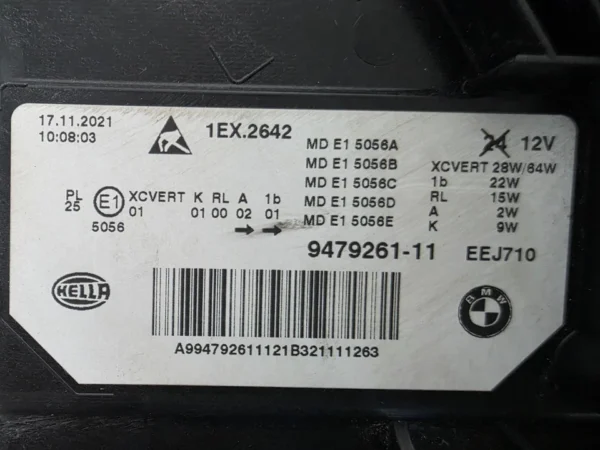 17.11.2021
10:08:03
1EX.2642
MD E1 5056A
MD E1 5056B
MD E1 5056C
MD E1 5056D
MD E1 5056E
24 12V
XCVERT 28W/64W
1b 22W
RL 15W
A 2W
K 9W
PL
25
E1
5056
XCVERT K RL A 1b
01 01 00 02 01
9479261-11 EEJ710
HELLA
BMW
A994792611121B321111263